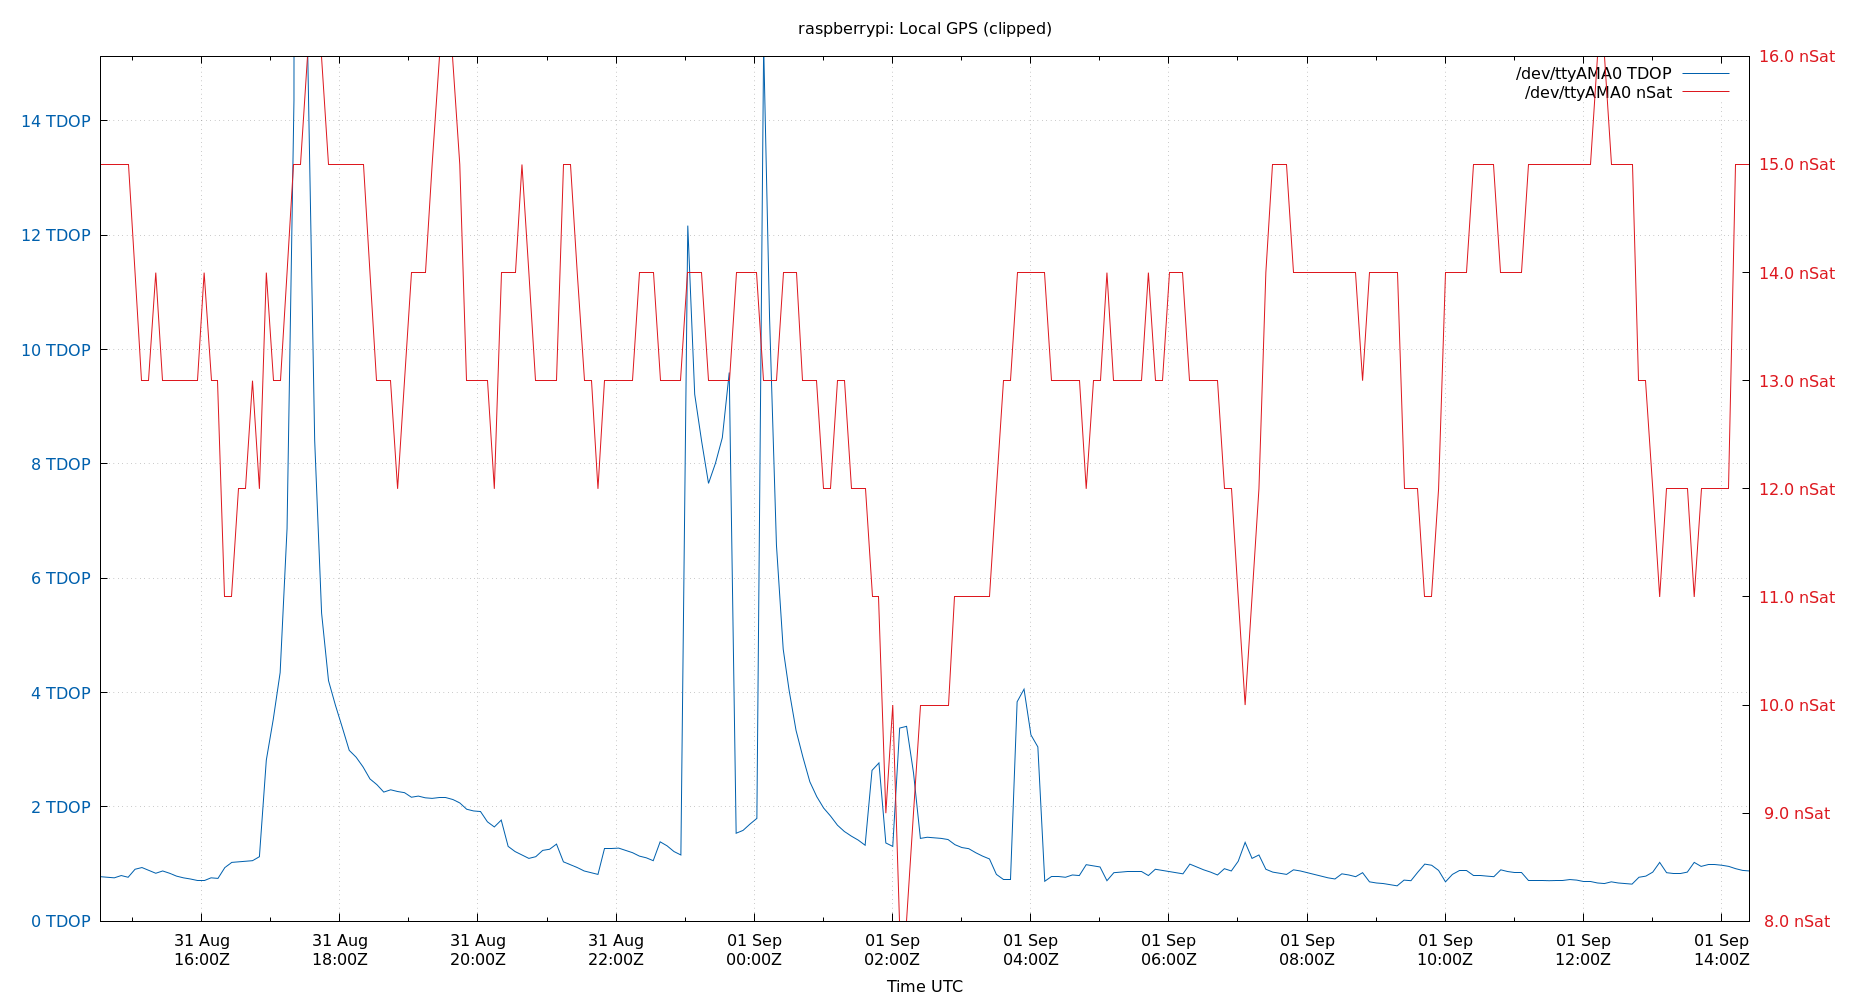 raspberrypi: Local GPS (clipped)
/dev/ttyAMA0 TDOP
/dev/ttyAMA0 nSat
14 TDOP
12 TDOP
10 TDOP
8 TDOP
6 TDOP
4 TDOP
2 TDOP
0 TDOP
16.0 nSat
15.0 nSat
14.0 nSat
13.0 nSat
12.0 nSat
11.0 nSat
10.0 nSat
9.0 nSat
8.0 nSat
31 Aug
16:00Z
31 Aug
18:00Z
31 Aug
20:00Z
31 Aug
22:00Z
01 Sep
00:00Z
01 Sep
02:00Z
01 Sep
04:00Z
01 Sep
06:00Z
01 Sep
08:00Z
01 Sep
10:00Z
01 Sep
12:00Z
01 Sep
14:00Z
Time UTC